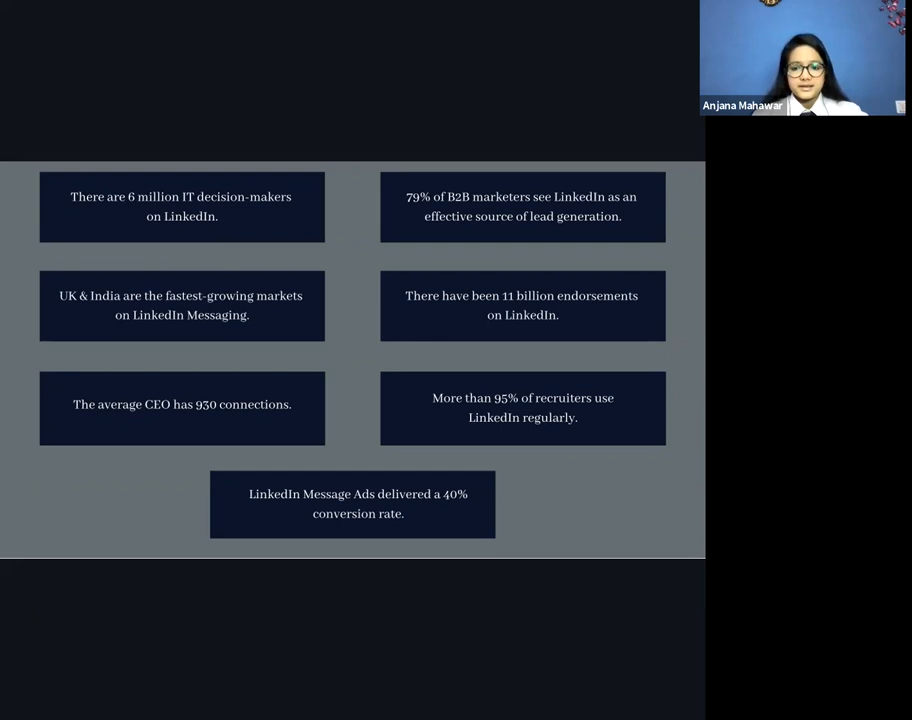 Anjana Mahawar
There are 6 million IT decision-makers
on LinkedIn.
79% of B2B marketers see LinkedIn as an
effective source of lead generation.
UK & India are the fastest-growing markets
on LinkedIn Messaging.
There have been 11 billion endorsements
on LinkedIn.
The average CEO has 930 connections.
More than 95% of recruiters use
LinkedIn regularly.
LinkedIn Message Ads delivered a 40%
conversion rate.